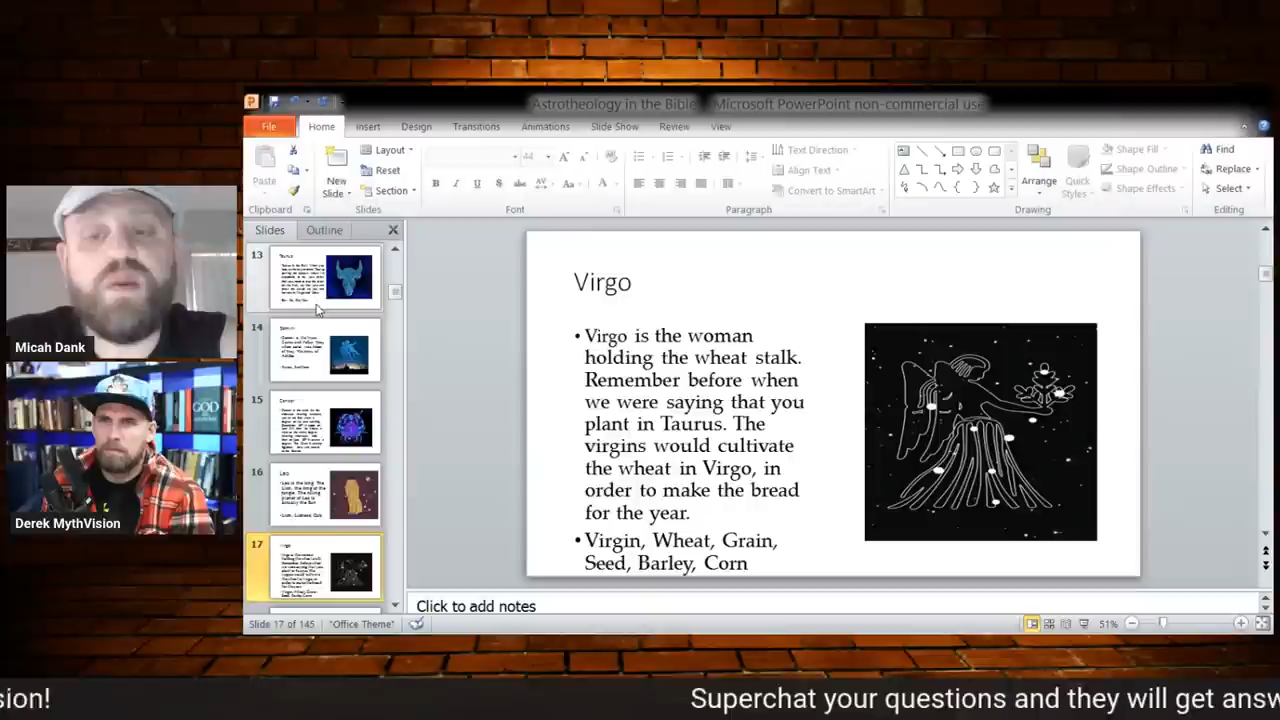 Astrotheology in the Bible Microsoft PowerPoint non-commercial use
File Home Insert Design Transitions Animations Slide Show Review View
Paste
New Slide
Layout
Reset
Section
44
Text Direction
Align Text
Convert to SmartArt
Arrange
Quick Styles
Shape Fill
Shape Outline
Shape Effects
Find
Replace
Select
Clipboard Slides Font Paragraph Drawing Editing
Slides Outline
13
Taurus
14
15
16
Leo
17
Virgo
Virgo
• Virgo is the woman
holding the wheat stalk.
Remember before when
we were saying that you
plant in Taurus. The
virgins would cultivate
the wheat in Virgo, in
order to make the bread
for the year.
• Virgin, Wheat, Grain,
Seed, Barley, Corn
Click to add notes
Slide 17 of 145 "Office Theme" 51%
Micah Dank
GOD
Derek MythVision
sion! Superchat your questions and they will get answ